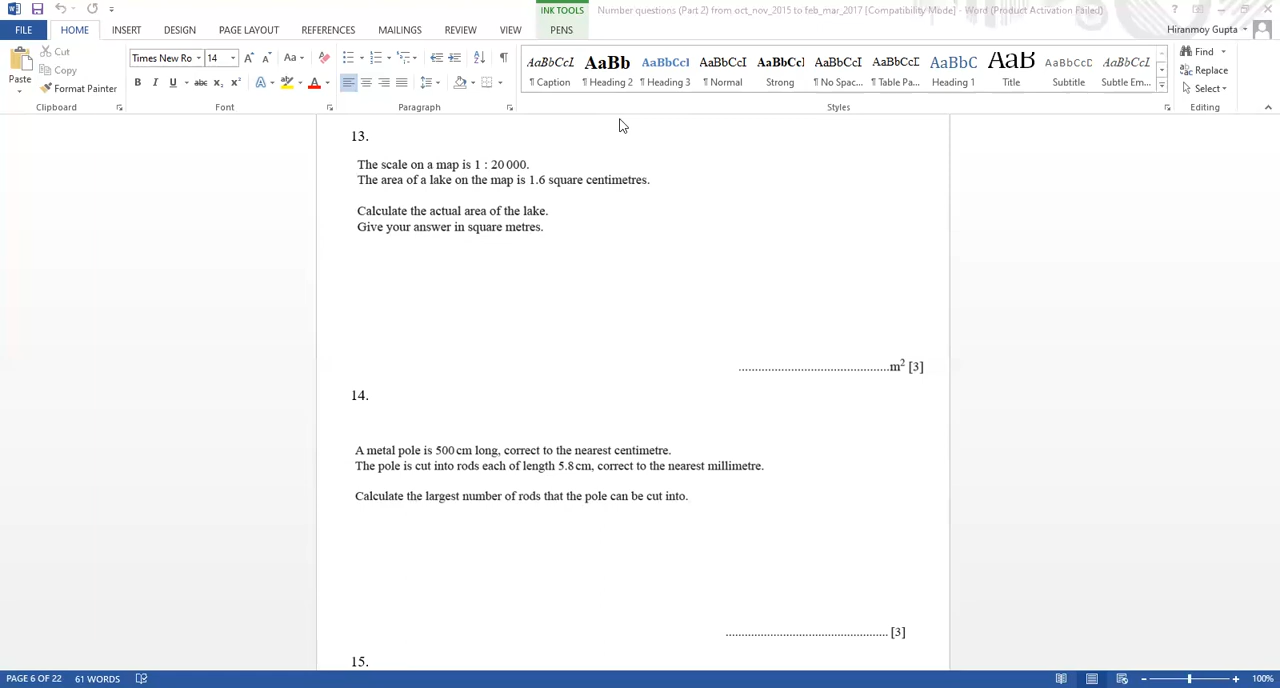 INK TOOLS
Number questions (Part 2) from oct_nov_2015 to feb_mar_2017 [Compatibility Mode] - Word (Product Activation Failed)
FILE HOME INSERT DESIGN PAGE LAYOUT REFERENCES MAILINGS REVIEW VIEW PENS
Hiranmoy Gupta
Paste
Cut
Copy
Format Painter
Clipboard
Times New Ro 14
Font
Paragraph
AaBbCcL AaBb AaBbCcI AaBbCcI AaBbCcI AaBbCcI AaBbCcD AaBbC AaB AaBbCcD AaBbCcL
¶ Caption ¶ Heading 2 ¶ Heading 3 ¶ Normal Strong ¶ No Spac... ¶ Table Pa... Heading 1 Title Subtitle Subtle Em...
Styles
Find
Replace
Select
Editing
13.
The scale on a map is 1 : 20 000.
The area of a lake on the map is 1.6 square centimetres.
Calculate the actual area of the lake.
Give your answer in square metres.
..............................................m² [3]
14.
A metal pole is 500 cm long, correct to the nearest centimetre.
The pole is cut into rods each of length 5.8 cm, correct to the nearest millimetre.
Calculate the largest number of rods that the pole can be cut into.
................................................. [3]
15.
PAGE 6 OF 22 61 WORDS
100%